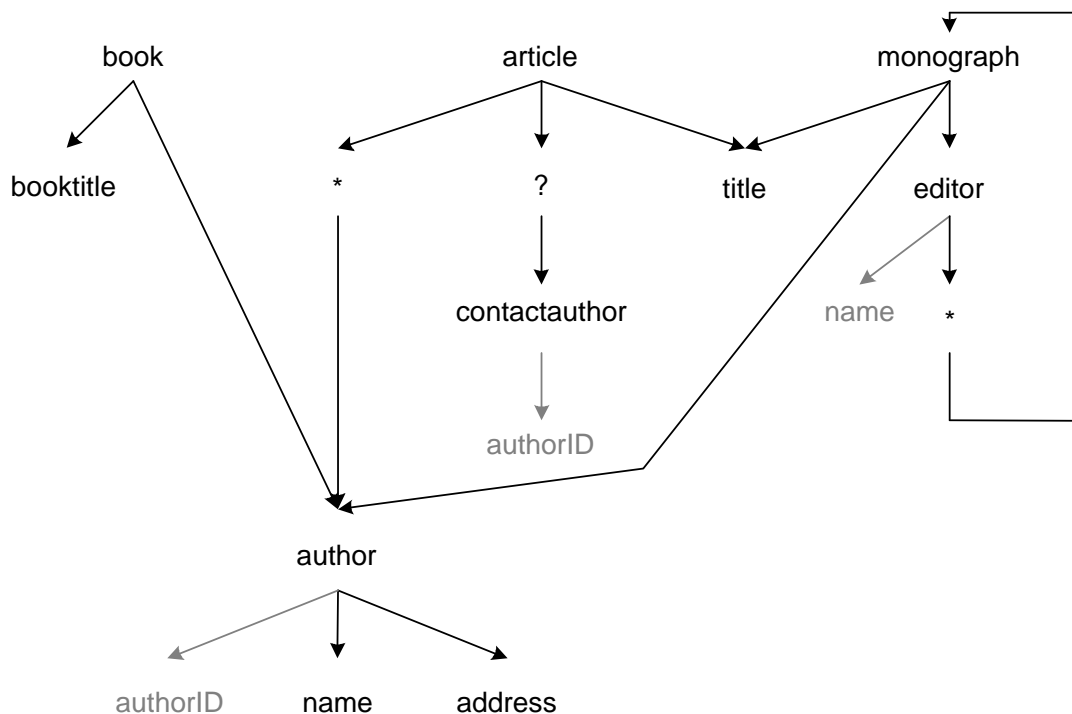 book article monograph
booktitle * ? title editor
contactauthor name *
authorID
author
authorID name address